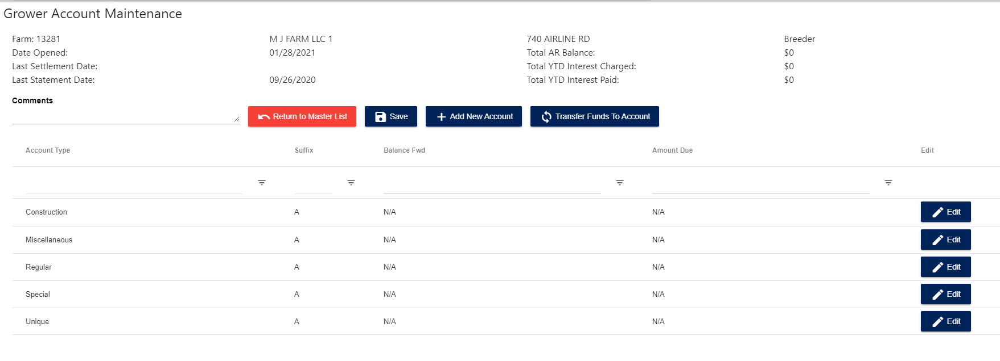 Grower Account Maintenance
Farm: 13281 M J FARM LLC 1 740 AIRLINE RD Breeder
Date Opened: 01/28/2021 Total AR Balance: $0
Last Settlement Date: Total YTD Interest Charged: $0
Last Statement Date: 09/26/2020 Total YTD Interest Paid: $0
Comments
Return to Master List Save Add New Account Transfer Funds To Account
Account Type Suffix Balance Fwd Amount Due Edit
Construction A N/A N/A Edit
Miscellaneous A N/A N/A Edit
Regular A N/A N/A Edit
Special A N/A N/A Edit
Unique A N/A N/A Edit